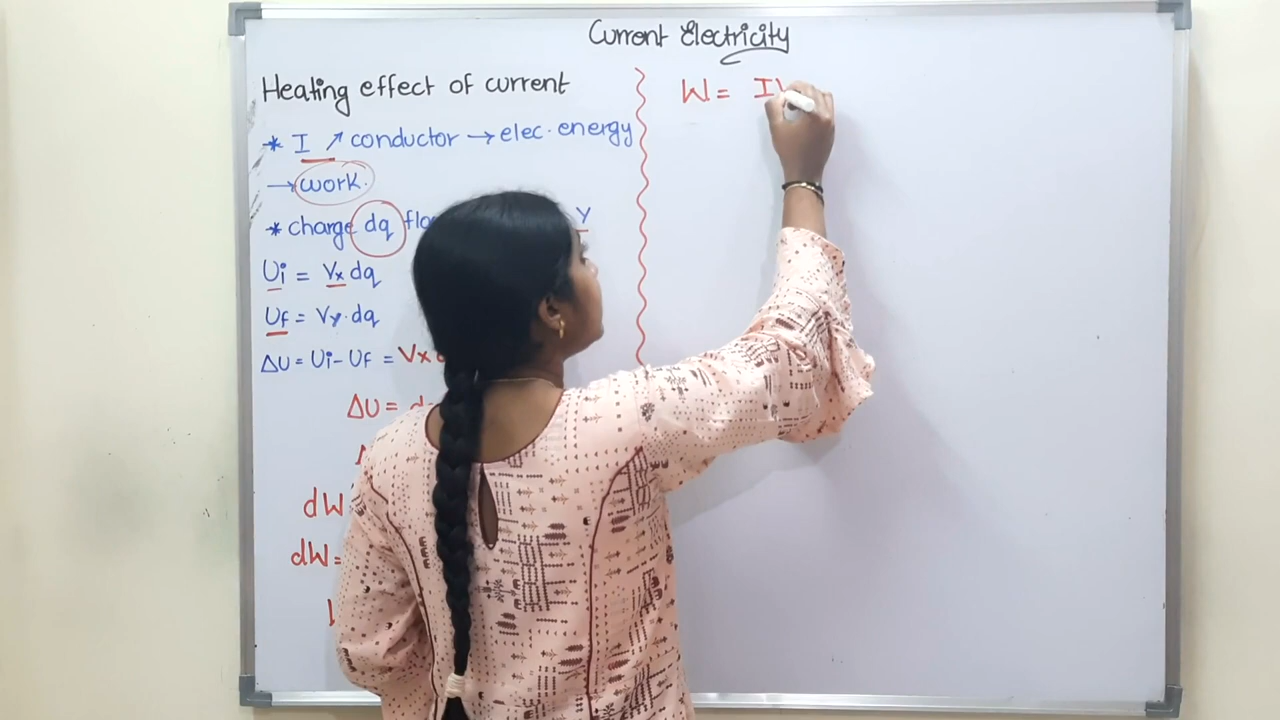 Current Electricity
Heating effect of current
* I ↗ conductor → elec. energy
→ work.
* charge dq Y
Ui = Vx dq
Uf = Vy. dq
ΔU = Ui - Uf = Vx
ΔU =
dW
dW =
W = I